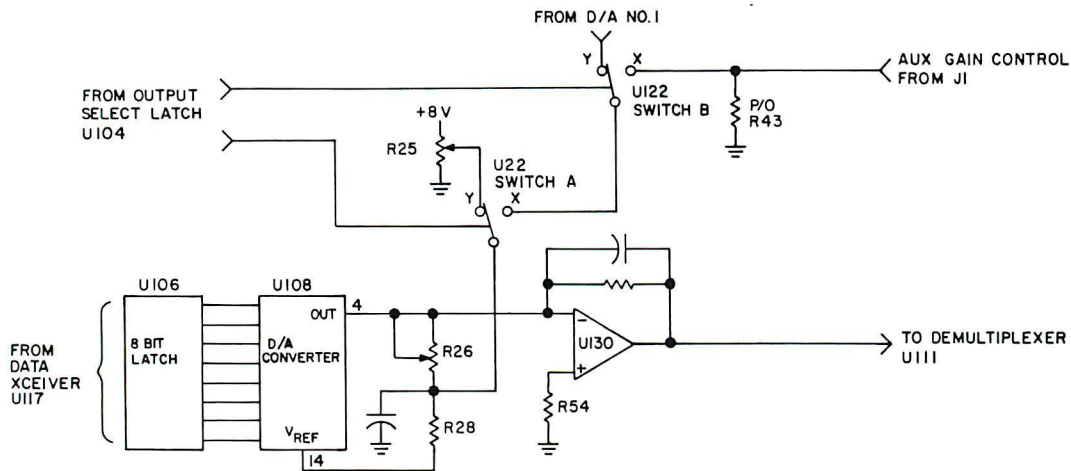 FROM D/A NO.1
Y
X
AUX GAIN CONTROL
FROM J1
U122
SWITCH B
P/O
R43
FROM OUTPUT
SELECT LATCH
U104
+8V
R25
U22
SWITCH A
Y
X
U106
U108
OUT
4
8 BIT
LATCH
D/A
CONVERTER
R26
U130
−
+
TO DEMULTIPLEXER
U111
FROM
DATA
XCEIVER
U117
R54
R28
VREF
14